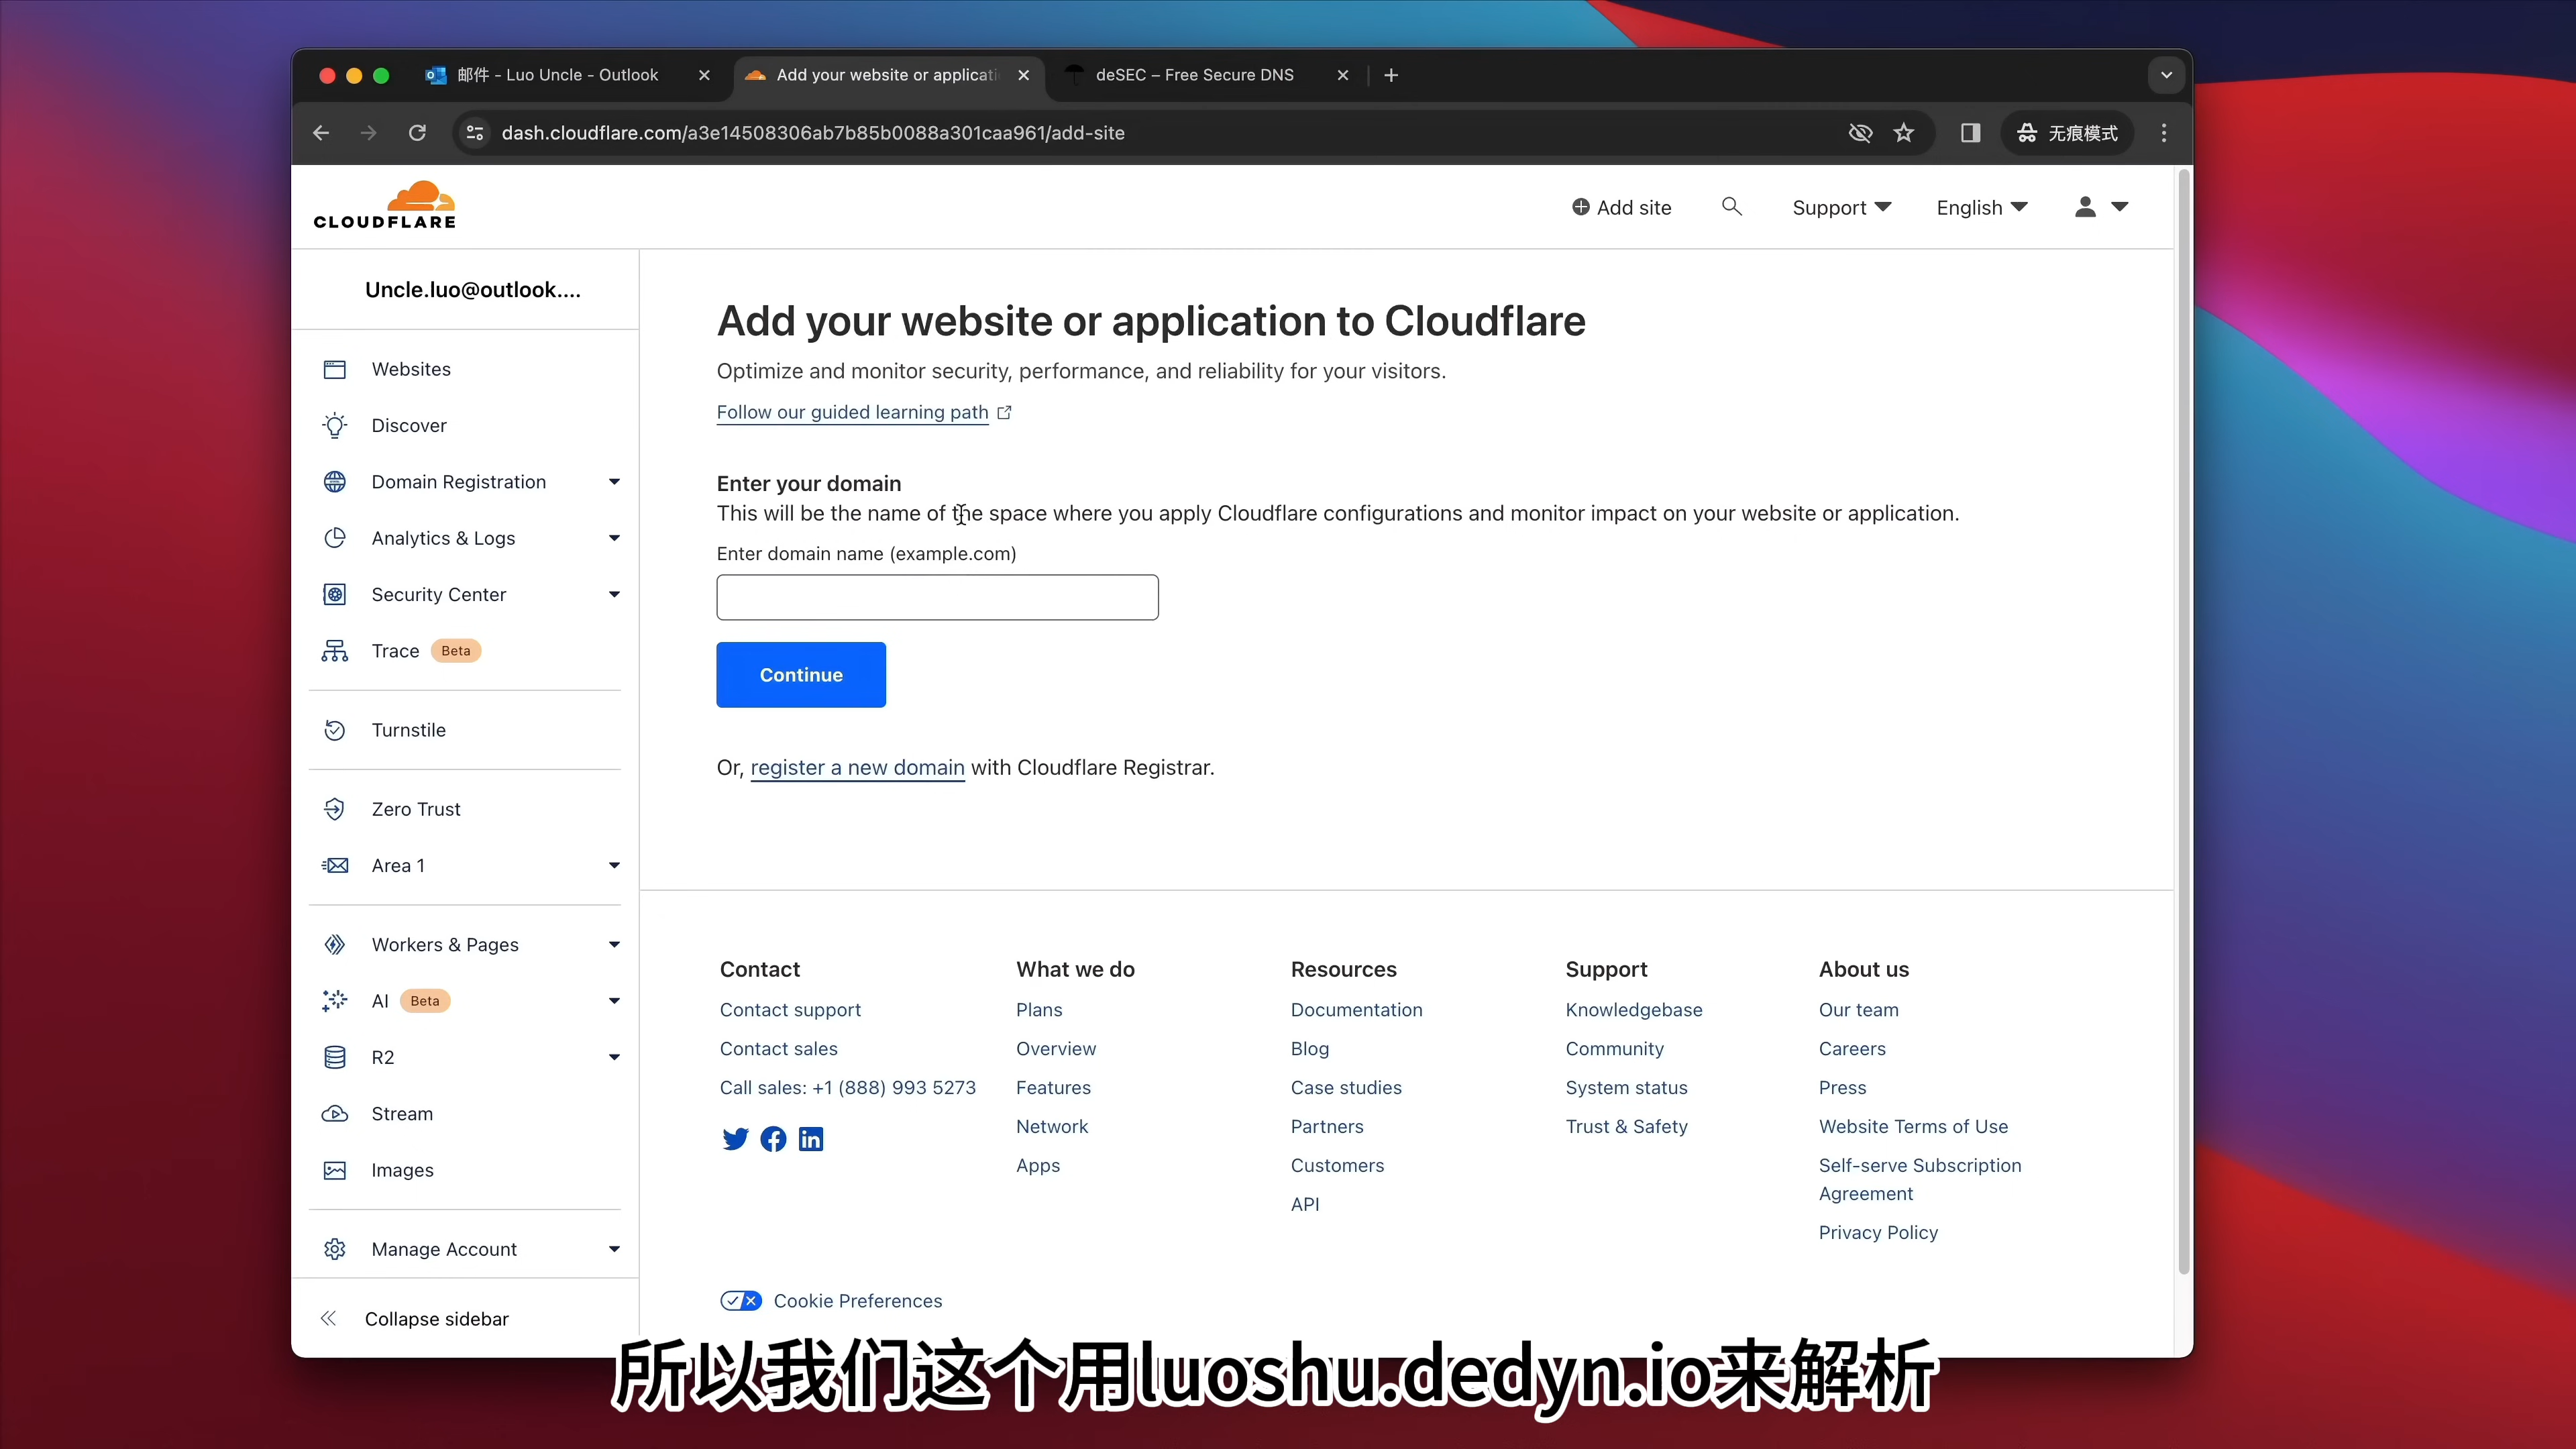 邮件 - Luo Uncle - Outlook
Add your website or applicati
deSEC – Free Secure DNS
dash.cloudflare.com/a3e14508306ab7b85b0088a301caa961/add-site
无痕模式
CLOUDFLARE
Add site
Support
English
Uncle.luo@outlook....
Websites
Discover
Domain Registration
Analytics & Logs
Security Center
Trace Beta
Turnstile
Zero Trust
Area 1
Workers & Pages
AI Beta
R2
Stream
Images
Manage Account
Collapse sidebar
Add your website or application to Cloudflare
Optimize and monitor security, performance, and reliability for your visitors.
Follow our guided learning path
Enter your domain
This will be the name of the space where you apply Cloudflare configurations and monitor impact on your website or application.
Enter domain name (example.com)
Continue
Or, register a new domain with Cloudflare Registrar.
Contact
Contact support
Contact sales
Call sales: +1 (888) 993 5273
What we do
Plans
Overview
Features
Network
Apps
Resources
Documentation
Blog
Case studies
Partners
Customers
API
Support
Knowledgebase
Community
System status
Trust & Safety
About us
Our team
Careers
Press
Website Terms of Use
Self-serve Subscription
Agreement
Privacy Policy
Cookie Preferences
所以我们这个用luoshu.dedyn.io来解析